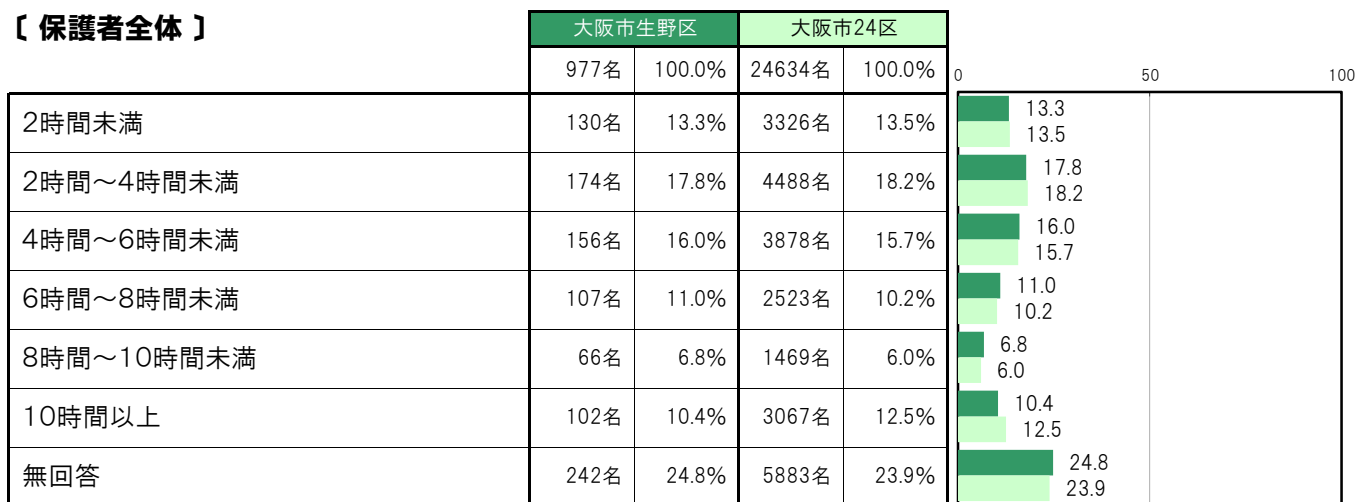 〔 保護者全体 〕
大阪市生野区 大阪市24区
977名 100.0% 24634名 100.0% 0 50 100
2時間未満 130名 13.3% 3326名 13.5% 13.3
13.5
2時間～4時間未満 174名 17.8% 4488名 18.2% 17.8
18.2
4時間～6時間未満 156名 16.0% 3878名 15.7% 16.0
15.7
6時間～8時間未満 107名 11.0% 2523名 10.2% 11.0
10.2
8時間～10時間未満 66名 6.8% 1469名 6.0% 6.8
6.0
10時間以上 102名 10.4% 3067名 12.5% 10.4
12.5
無回答 242名 24.8% 5883名 23.9% 24.8
23.9